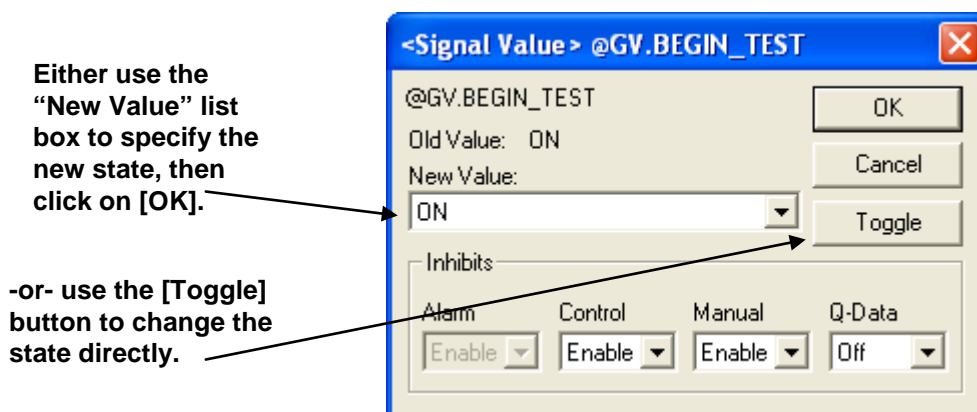 Either use the
“New Value” list
box to specify the
new state, then
click on [OK].
-or- use the [Toggle]
button to change the
state directly.
<Signal Value> @GV.BEGIN_TEST
@GV.BEGIN_TEST
OK
Old Value: ON
Cancel
New Value:
ON
Toggle
Inhibits
Alarm Control Manual Q-Data
Enable Enable Enable Off